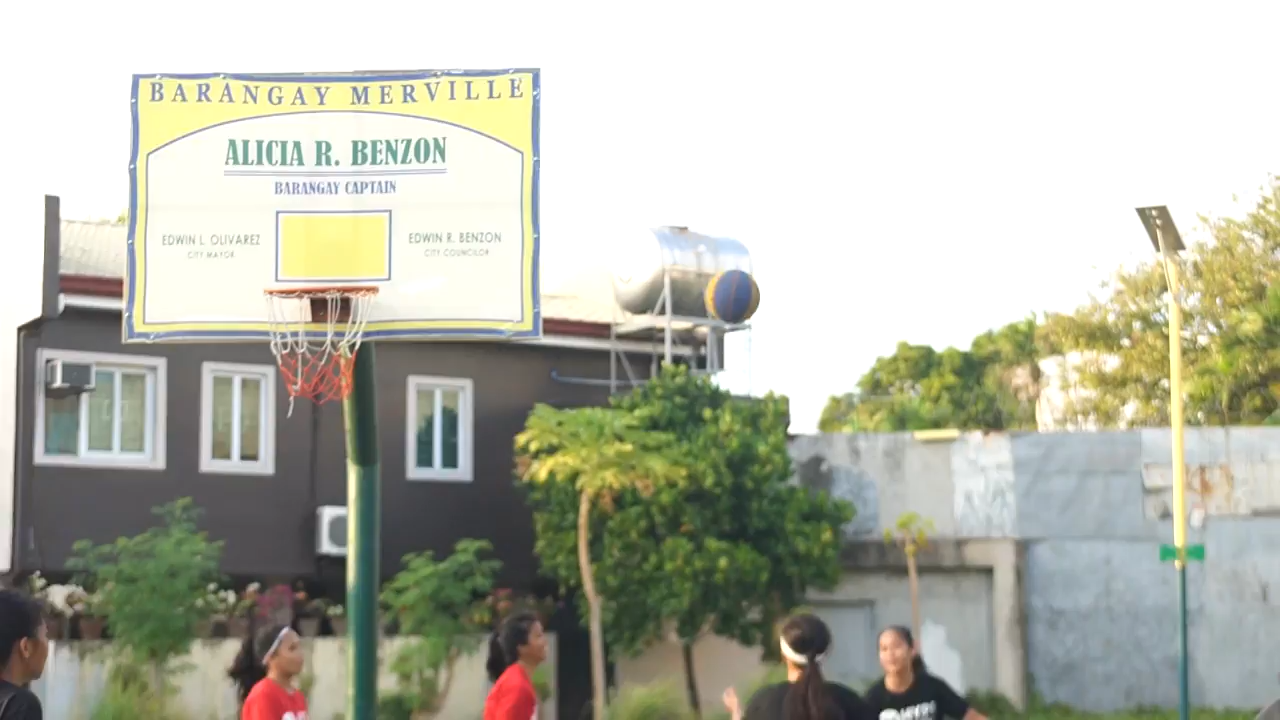 BARANGAY MERVILLE
ALICIA R. BENZON
BARANGAY CAPTAIN
EDWIN L. OLIVAREZ
CITY MAYOR
EDWIN R. BENZON
CITY COUNCILOR